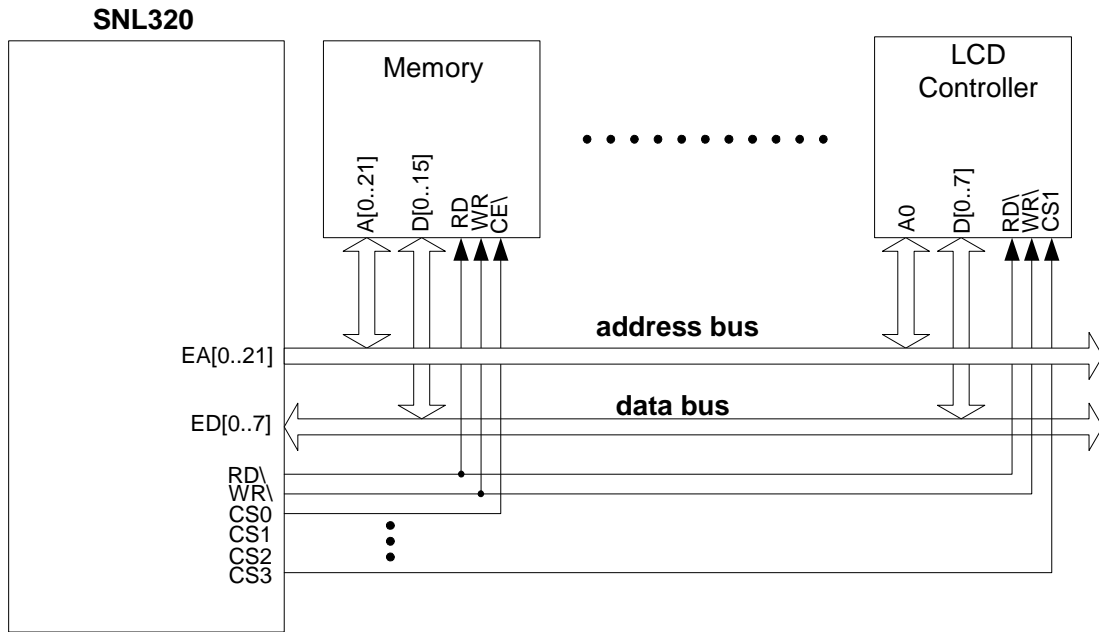 SNL320
Memory
A[0..21]
D[0..15]
RD
WR
CE\
LCD
Controller
A0
D[0..7]
RD\
WR\
CS1
address bus
EA[0..21]
data bus
ED[0..7]
RD\
WR\
CS0
CS1
CS2
CS3